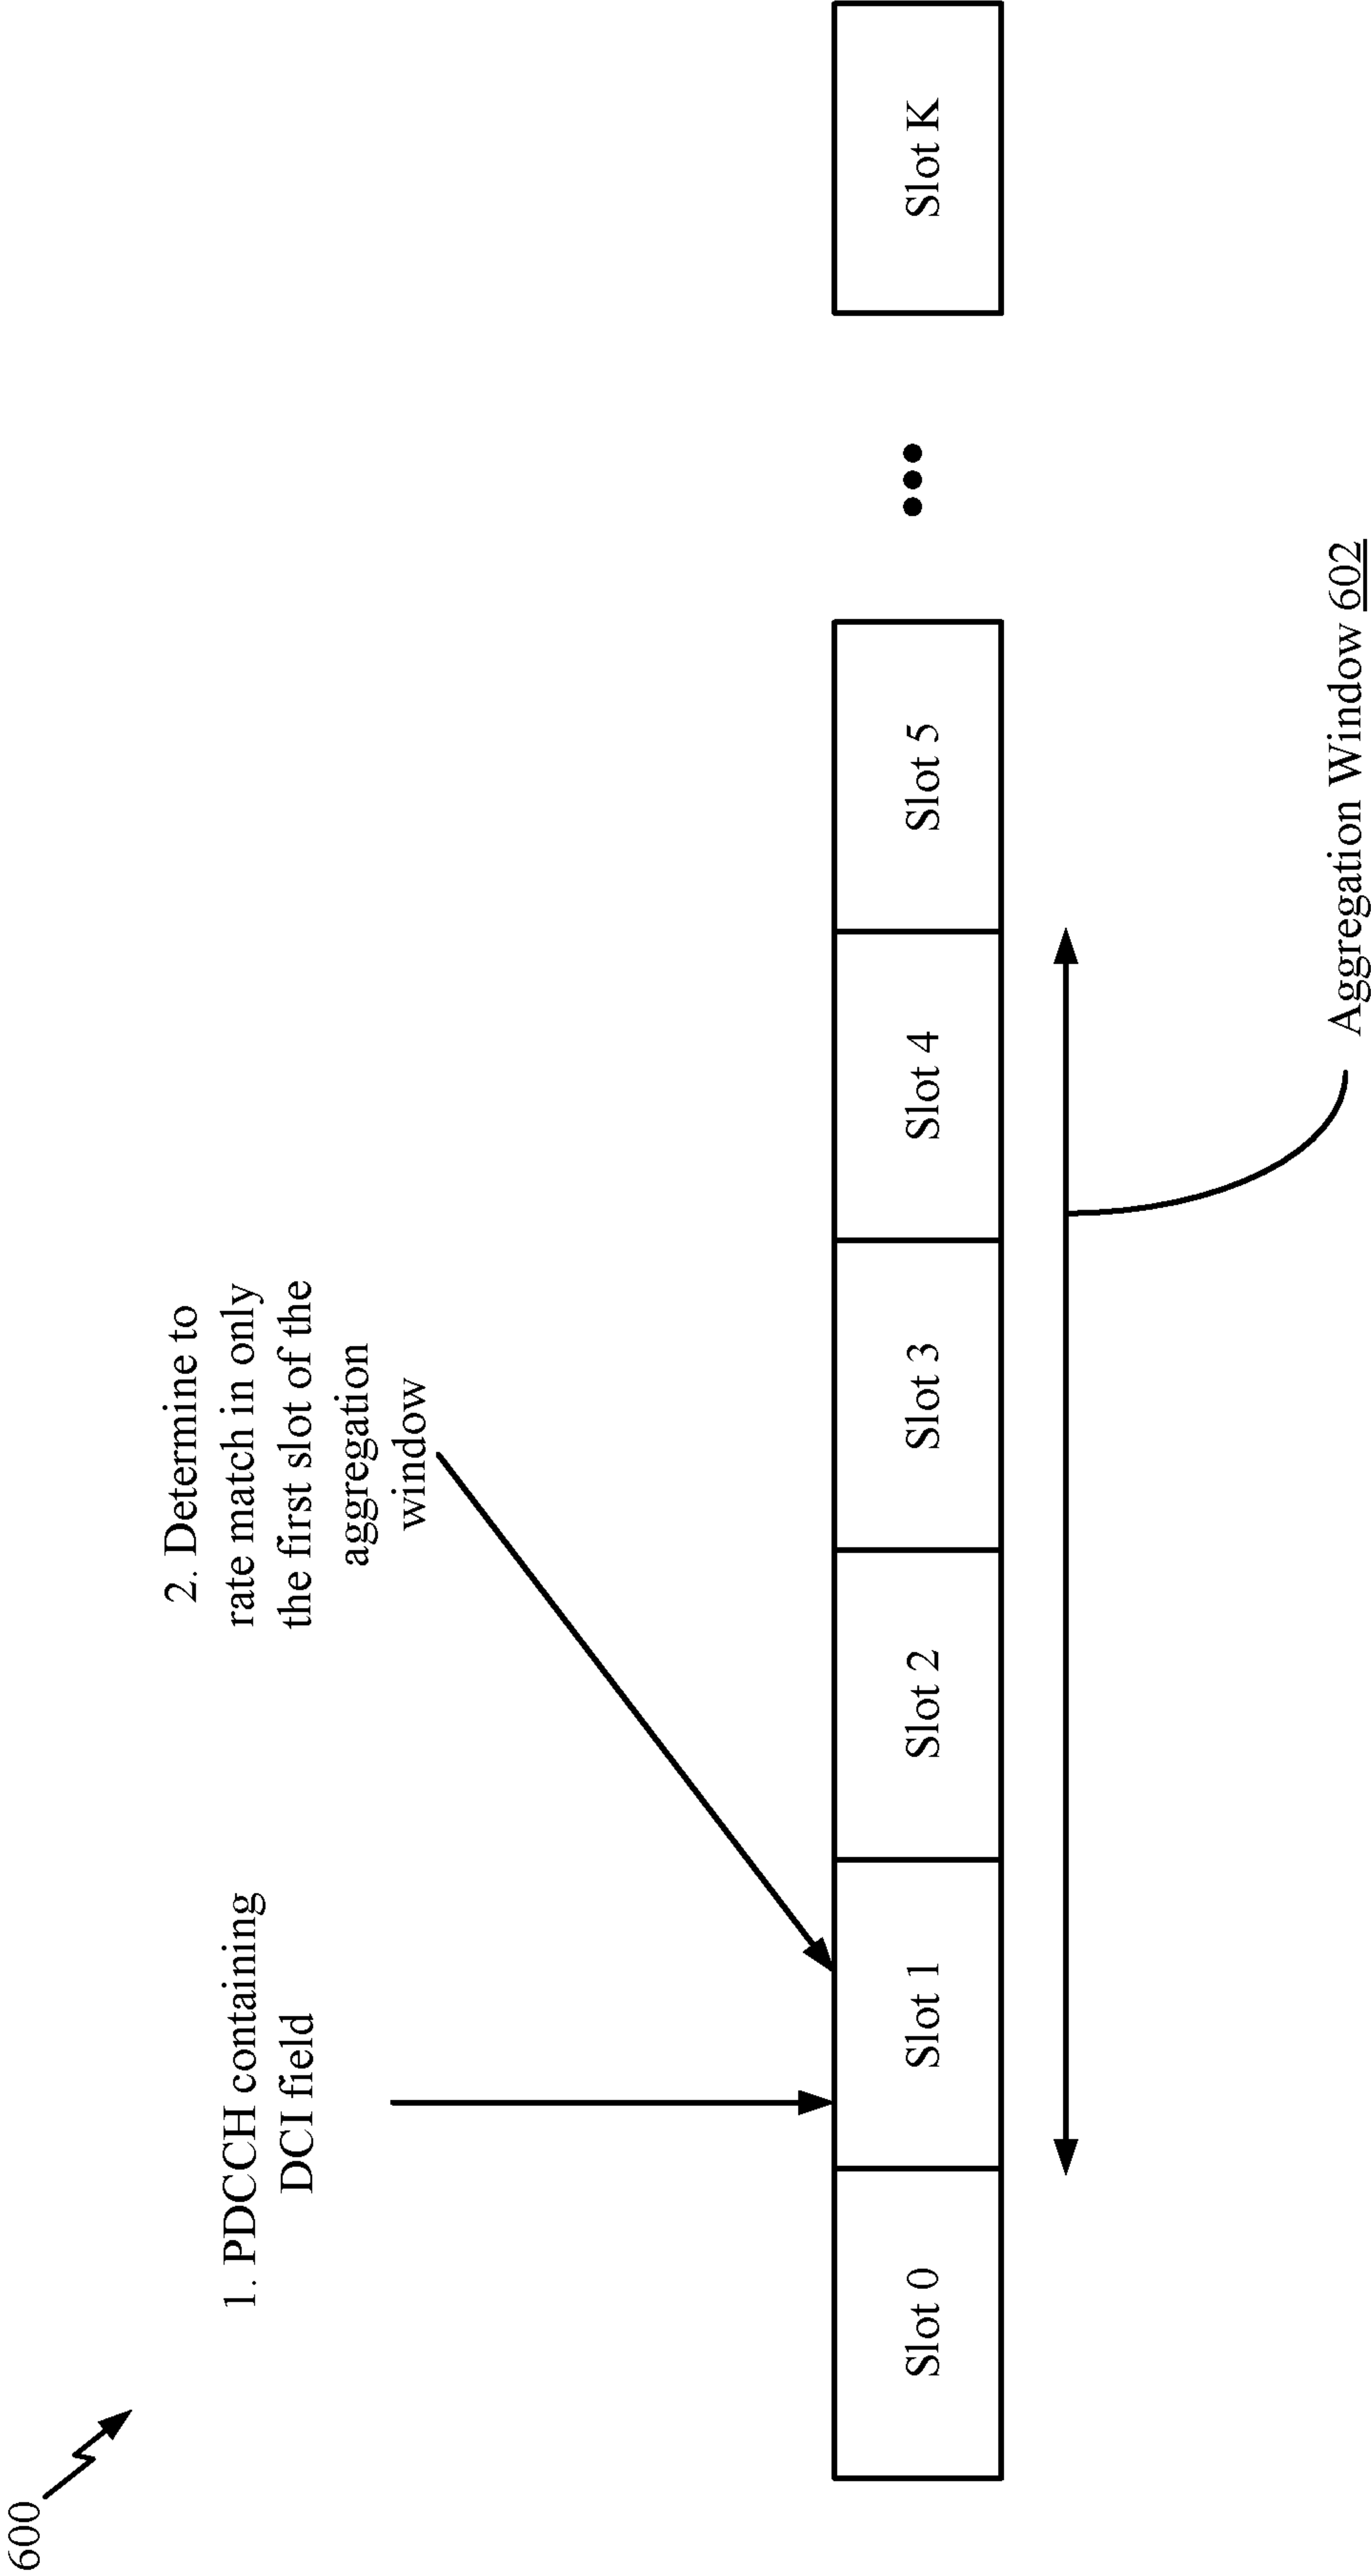 600
1. PDCCH containing
DCI field
2. Determine to
rate match in only
the first slot of the
aggregation
window
Slot 0
Slot 1
Slot 2
Slot 3
Slot 4
Slot 5
•••
Slot K
Aggregation Window 602